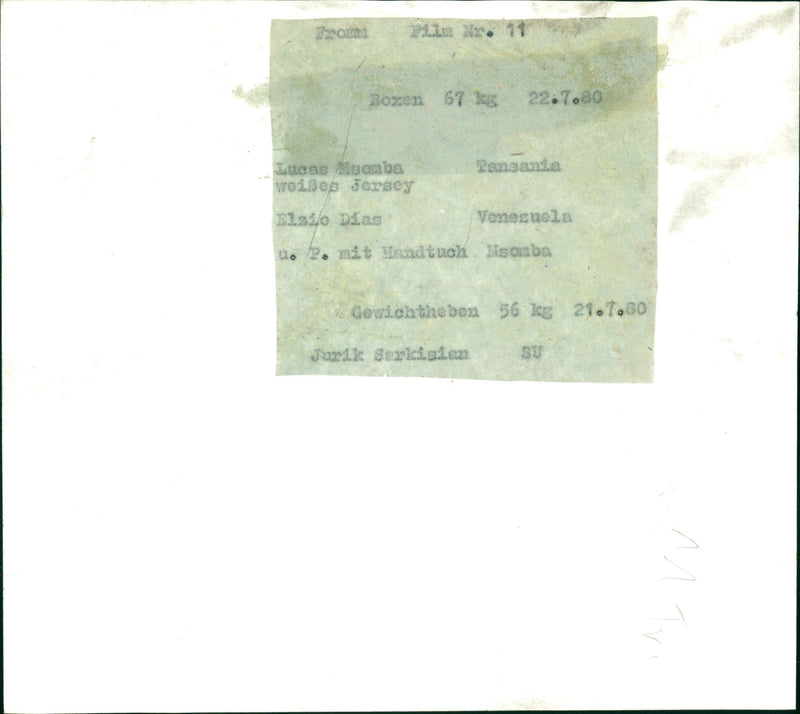 Fromm Film Nr. 11
Boxen 67 kg 22.7.80
Lucas Msomba Tansania
weißes Jersey
Elzio Dias Venezuela
u. P. mit Handtuch Msomba
Gewichtheben 56 kg 21.7.80
Jurik Sarkisian SU